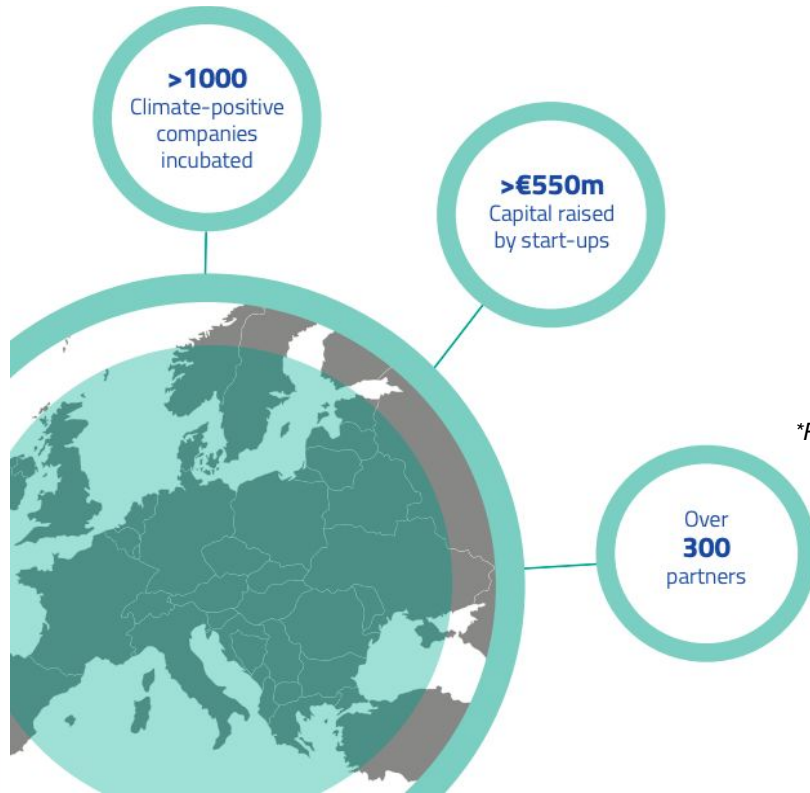 >1000
Climate-positive
companies
incubated
>€550m
Capital raised
by start-ups
Over
300
partners